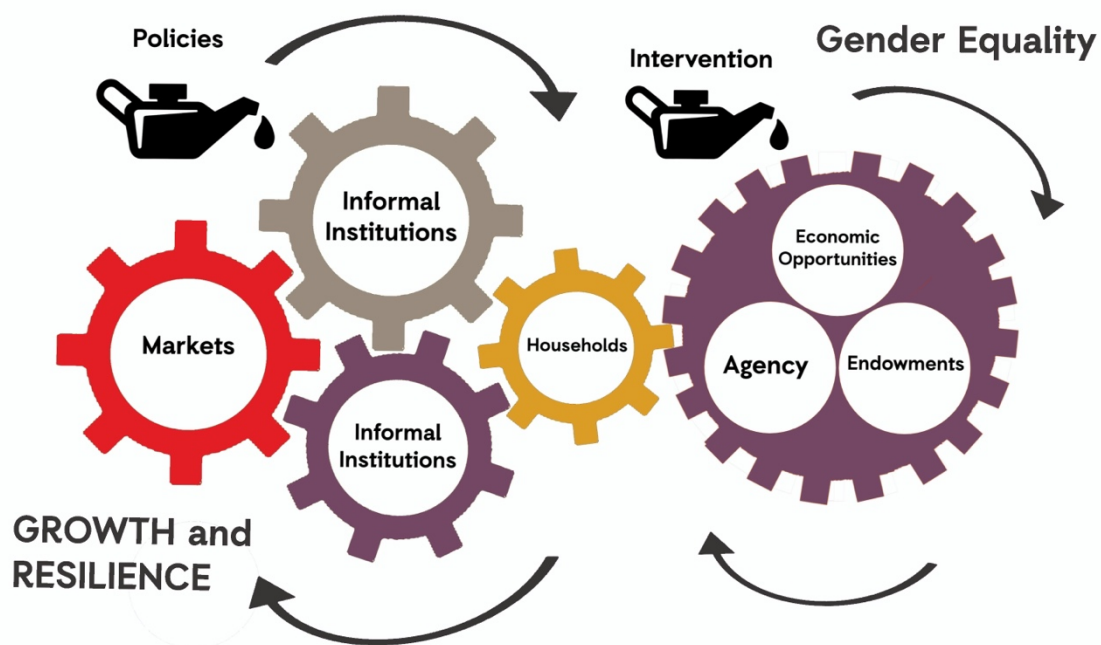 Policies
Gender Equality
Intervention
Informal
Institutions
Economic
Opportunities
Markets
Households
Agency
Endowments
Informal
Institutions
GROWTH and
RESILIENCE